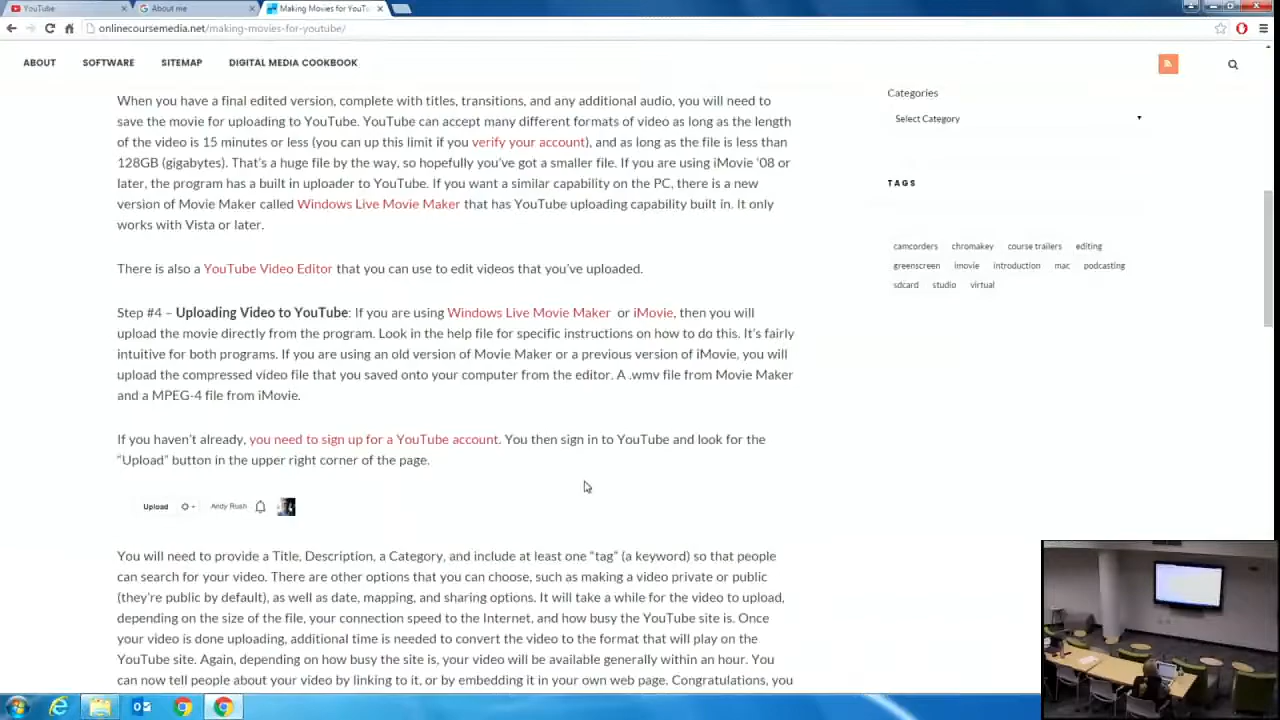 YouTube
About me
Making Movies for YouT
onlinecoursemedia.net/making-movies-for-youtube/
ABOUT SOFTWARE SITEMAP DIGITAL MEDIA COOKBOOK
When you have a final edited version, complete with titles, transitions, and any additional audio, you will need to
save the movie for uploading to YouTube. YouTube can accept many different formats of video as long as the length
of the video is 15 minutes or less (you can up this limit if you verify your account), and as long as the file is less than
128GB (gigabytes). That's a huge file by the way, so hopefully you've got a smaller file. If you are using iMovie '08 or
later, the program has a built in uploader to YouTube. If you want a similar capability on the PC, there is a new
version of Movie Maker called Windows Live Movie Maker that has YouTube uploading capability built in. It only
works with Vista or later.
There is also a YouTube Video Editor that you can use to edit videos that you've uploaded.
Step #4 – Uploading Video to YouTube: If you are using Windows Live Movie Maker or iMovie, then you will
upload the movie directly from the program. Look in the help file for specific instructions on how to do this. It's fairly
intuitive for both programs. If you are using an old version of Movie Maker or a previous version of iMovie, you will
upload the compressed video file that you saved onto your computer from the editor. A .wmv file from Movie Maker
and a MPEG-4 file from iMovie.
If you haven't already, you need to sign up for a YouTube account. You then sign in to YouTube and look for the
“Upload” button in the upper right corner of the page.
Upload Andy Rush
You will need to provide a Title, Description, a Category, and include at least one “tag” (a keyword) so that people
can search for your video. There are other options that you can choose, such as making a video private or public
(they're public by default), as well as date, mapping, and sharing options. It will take a while for the video to upload,
depending on the size of the file, your connection speed to the Internet, and how busy the YouTube site is. Once
your video is done uploading, additional time is needed to convert the video to the format that will play on the
YouTube site. Again, depending on how busy the site is, your video will be available generally within an hour. You
can now tell people about your video by linking to it, or by embedding it in your own web page. Congratulations, you
Categories
Select Category
TAGS
camcorders chromakey course trailers editing
greenscreen imovie introduction mac podcasting
sdcard studio virtual